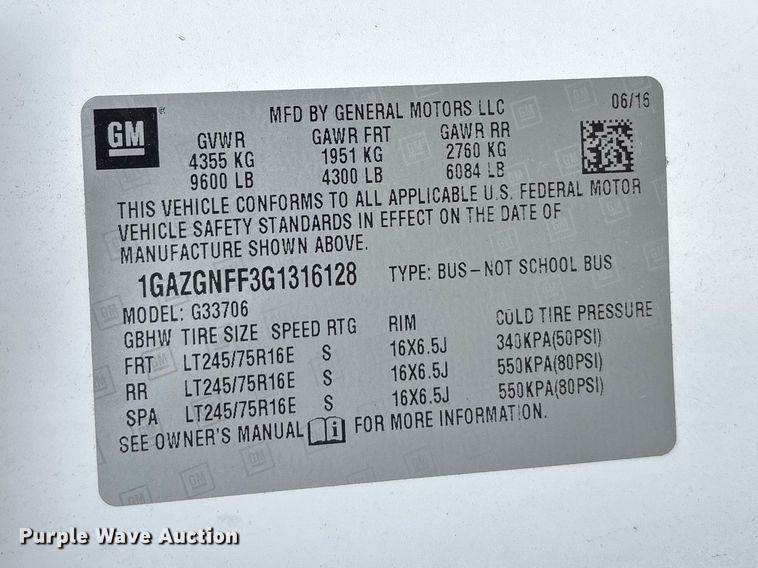 GM
MFD BY GENERAL MOTORS LLC 06/16
GVWR GAWR FRT GAWR RR
4355 KG 1951 KG 2760 KG
9600 LB 4300 LB 6084 LB
THIS VEHICLE CONFORMS TO ALL APPLICABLE U.S. FEDERAL MOTOR
VEHICLE SAFETY STANDARDS IN EFFECT ON THE DATE OF
MANUFACTURE SHOWN ABOVE.
1GAZGNFF3G1316128 TYPE: BUS-NOT SCHOOL BUS
MODEL: G33706
GBHW TIRE SIZE SPEED RTG RIM COLD TIRE PRESSURE
FRT LT245/75R16E S 16X6.5J 340KPA(50PSI)
RR LT245/75R16E S 16X6.5J 550KPA(80PSI)
SPA LT245/75R16E S 16X6.5J 550KPA(80PSI)
SEE OWNER'S MANUAL i FOR MORE INFORMATION.
Purple Wave Auction